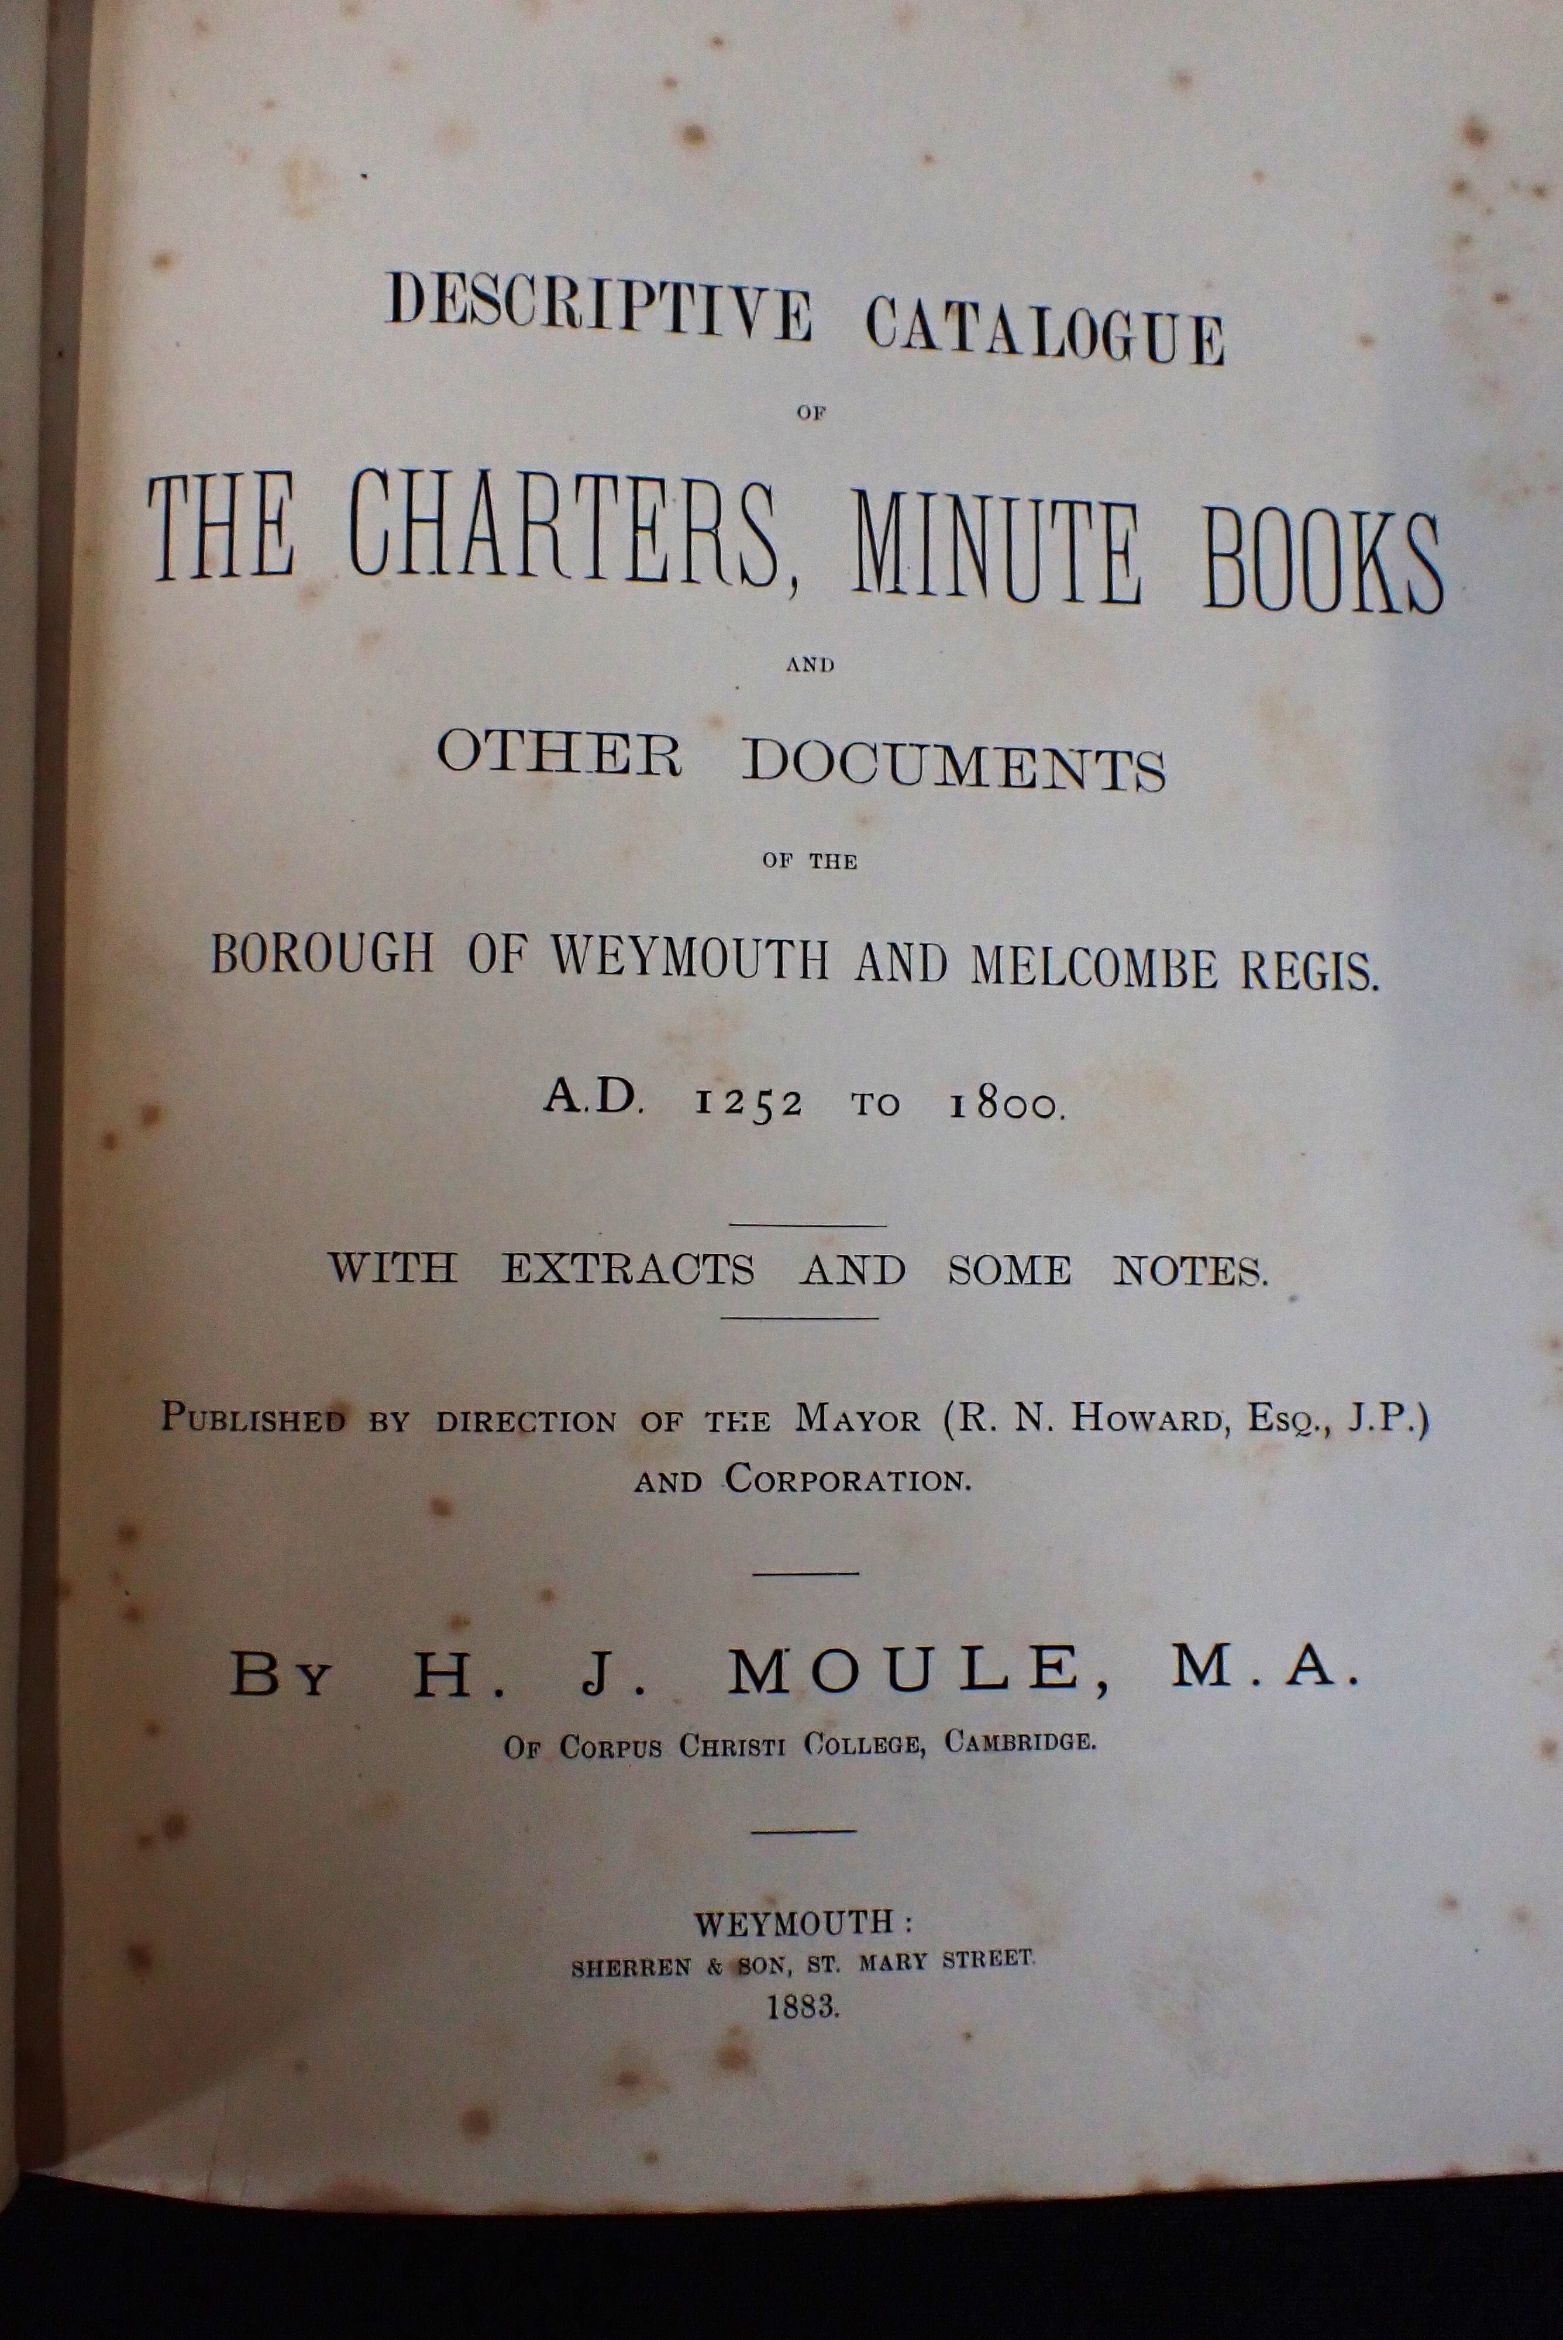 DESCRIPTIVE CATALOGUE
OF
THE CHARTERS, MINUTE BOOKS
AND
OTHER DOCUMENTS
OF THE
BOROUGH OF WEYMOUTH AND MELCOMBE REGIS.
A.D. 1252 TO 1800.
WITH EXTRACTS AND SOME NOTES.
PUBLISHED BY DIRECTION OF THE MAYOR (R. N. HOWARD, ESQ., J.P.)
AND CORPORATION.
BY H. J. MOULE, M.A.
OF CORPUS CHRISTI COLLEGE, CAMBRIDGE.
WEYMOUTH:
SHERREN & SON, ST. MARY STREET.
1883.